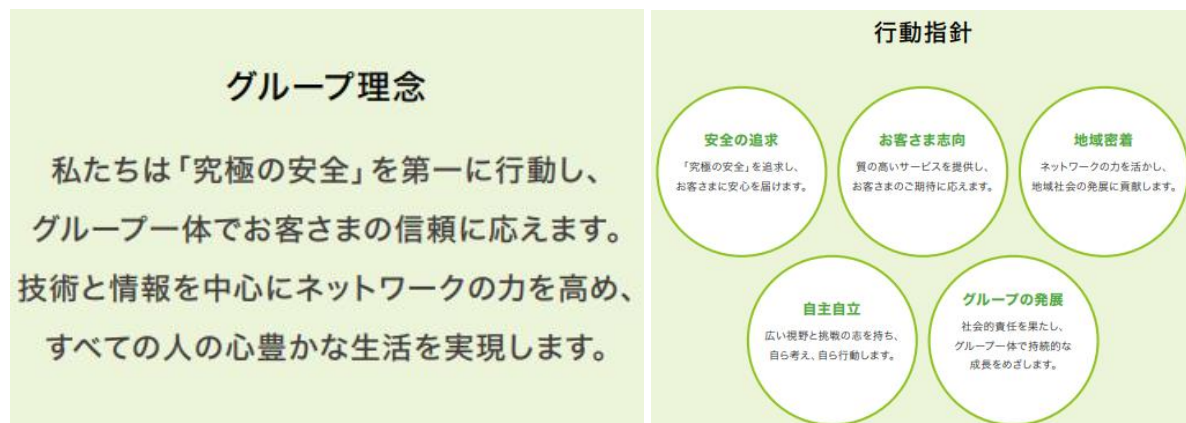 グループ理念
私たちは「究極の安全」を第一に行動し、
グループ一体でお客さまの信頼に応えます。
技術と情報を中心にネットワークの力を高め、
すべての人の心豊かな生活を実現します。
行動指針
安全の追求
「究極の安全」を追求し、
お客さまに安心を届けます。
お客さま志向
質の高いサービスを提供し、
お客さまのご期待に応えます。
地域密着
ネットワークの力を活かし、
地域社会の発展に貢献します。
自主自立
広い視野と挑戦の志を持ち、
自ら考え、自ら行動します。
グループの発展
社会的責任を果たし、
グループ一体で持続的な
成長をめざします。